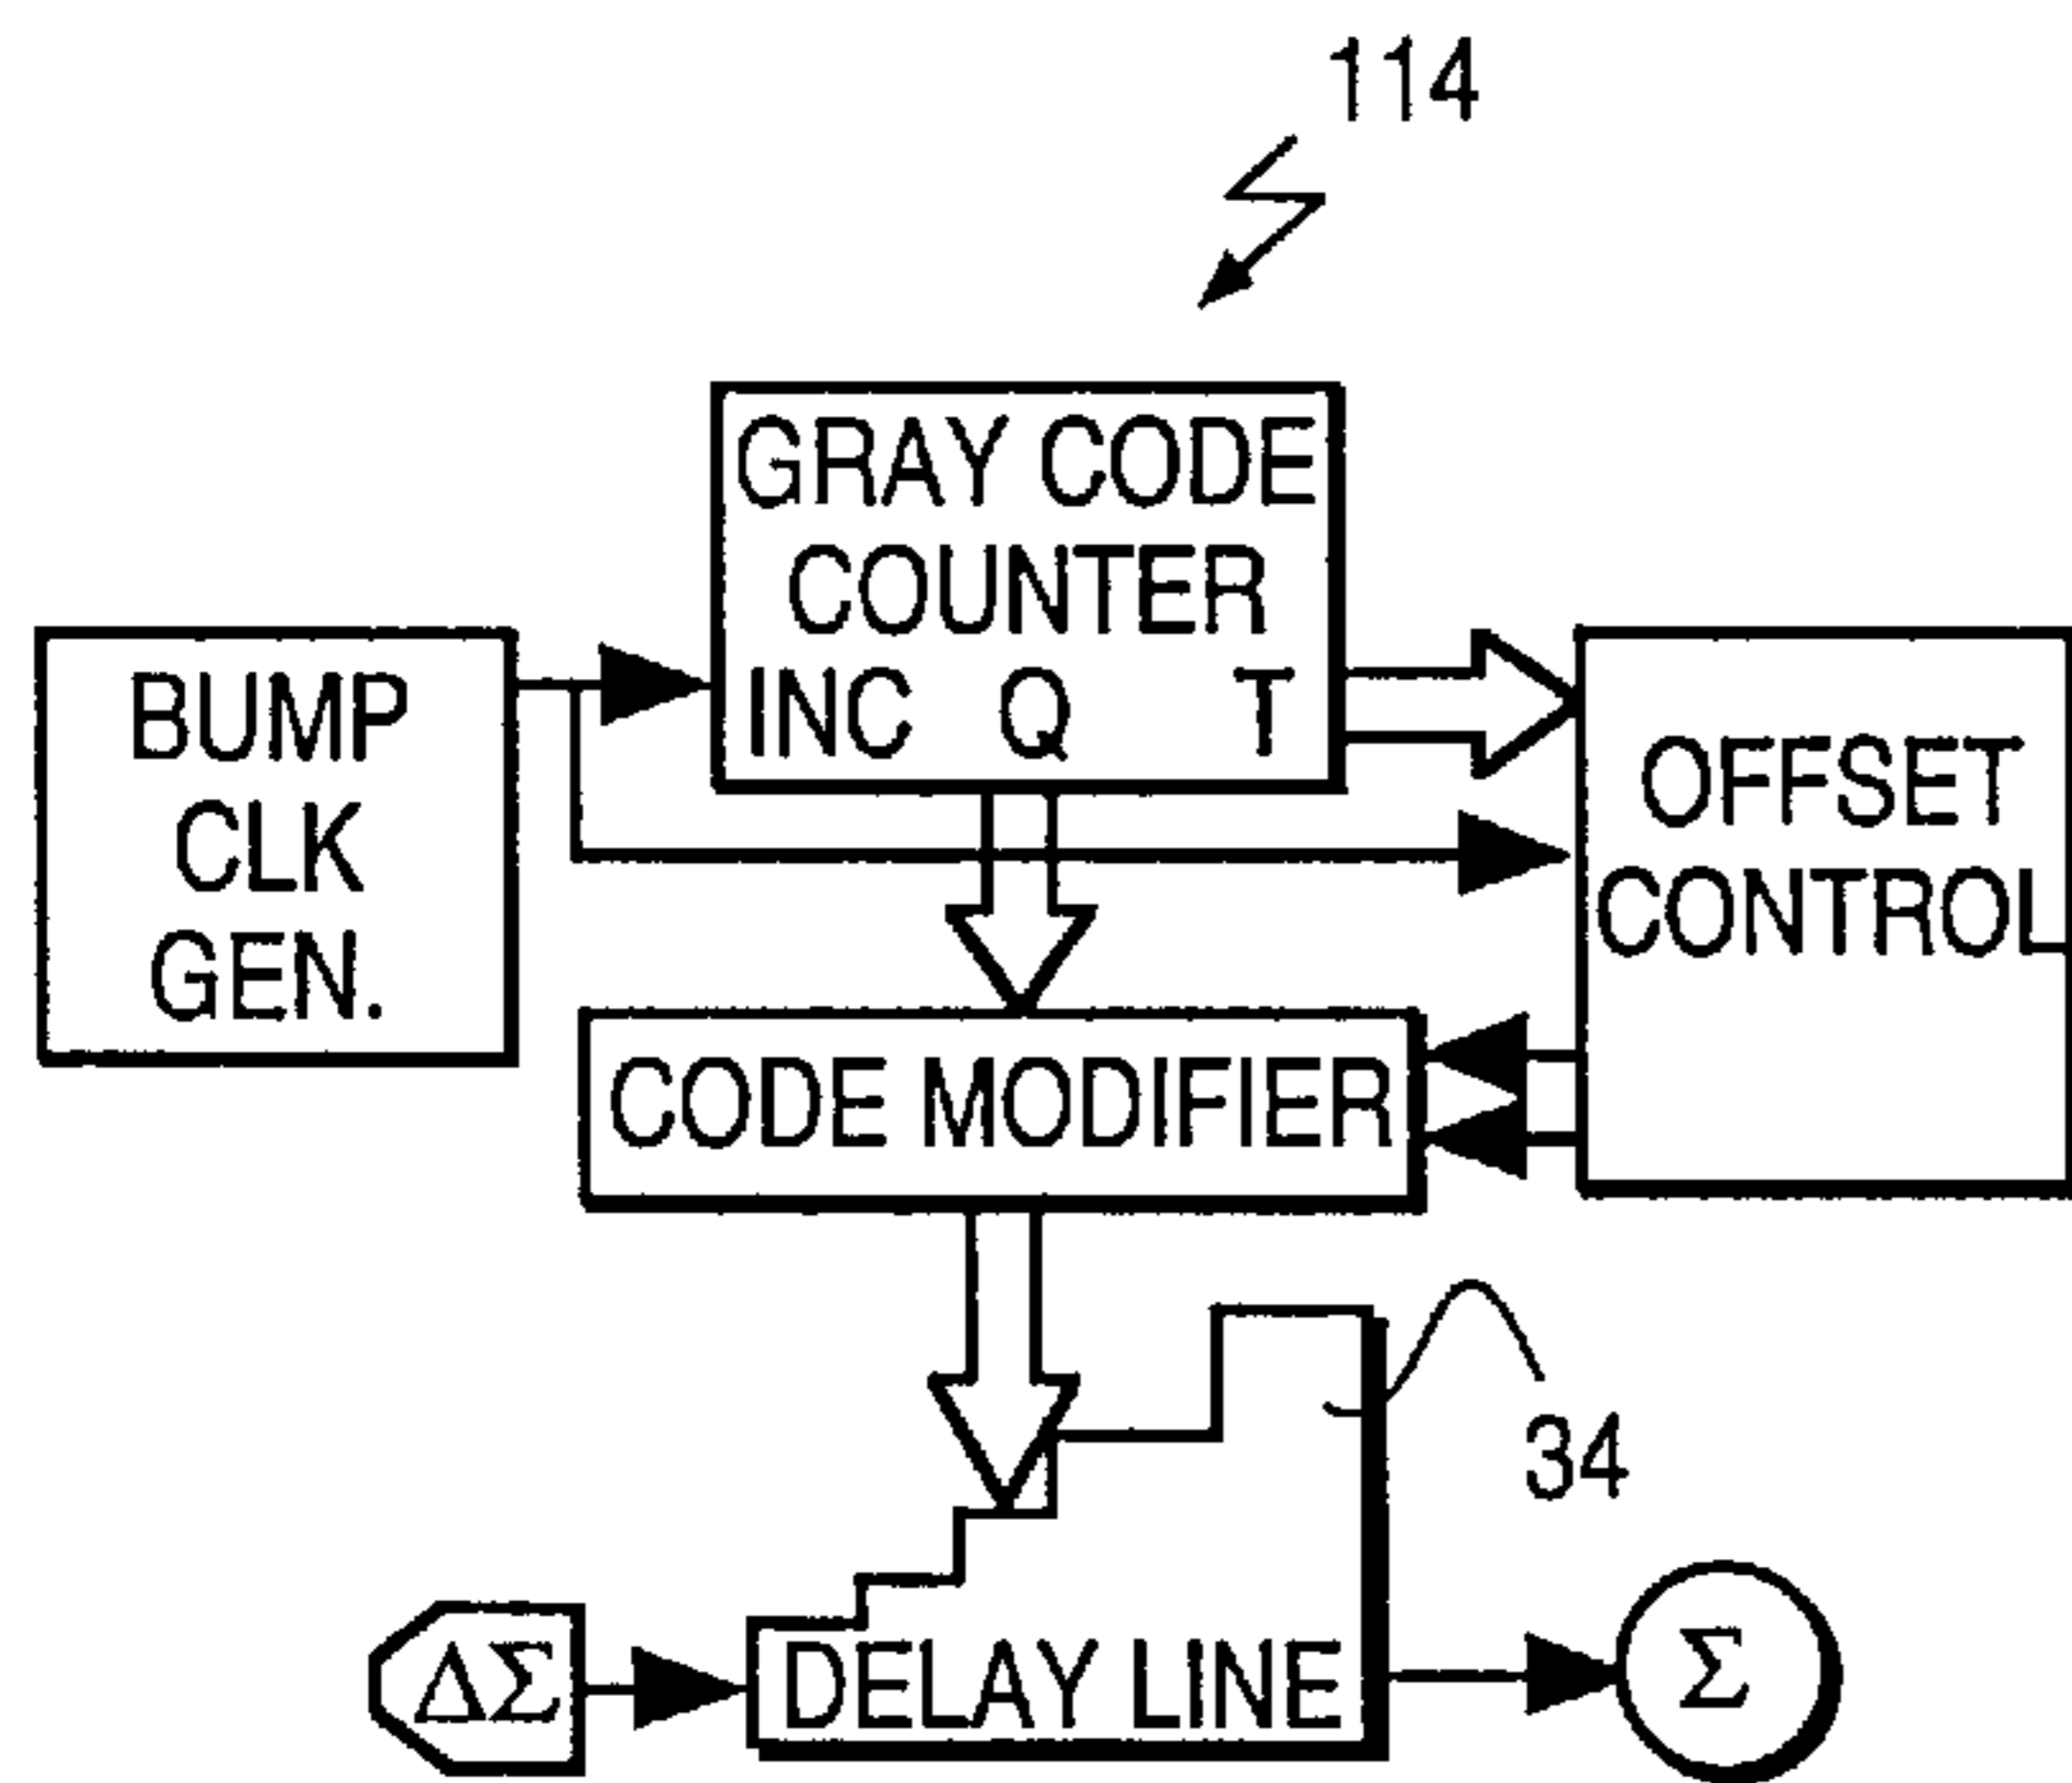 114
GRAY CODE
COUNTER
INC Q T
BUMP
CLK
GEN.
OFFSET
CONTROL
CODE MODIFIER
34
ΔΣ
DELAY LINE
Σ